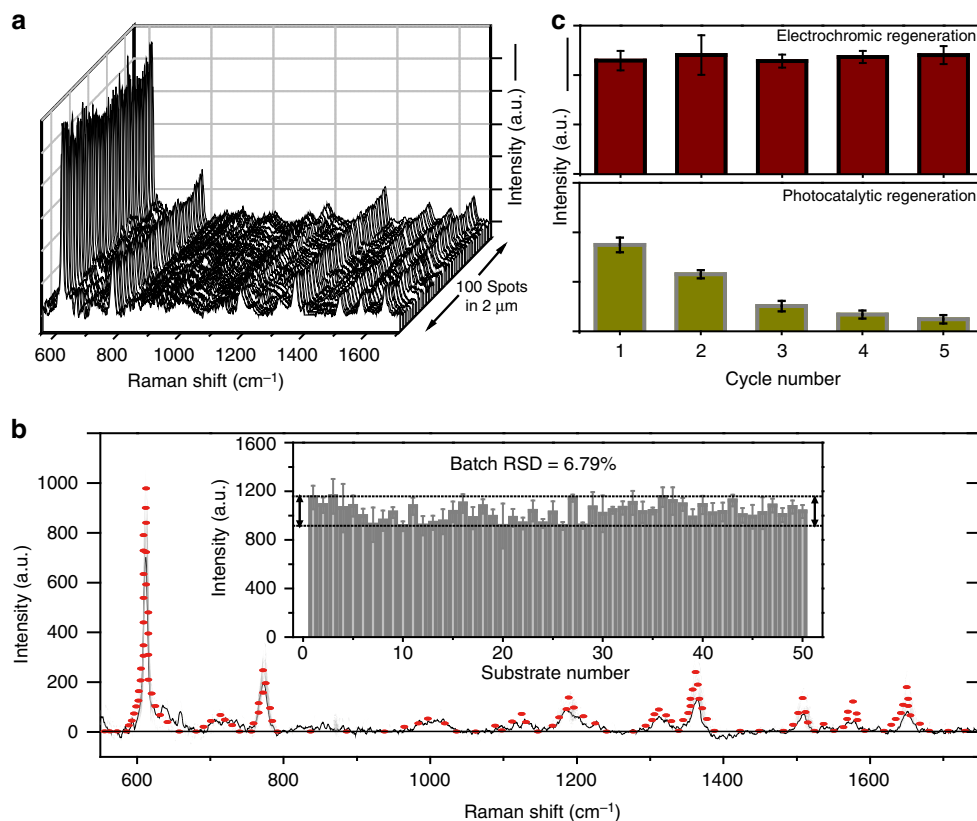 a
Intensity (a.u.)
100 Spots
in 2 μm
600 800 1000 1200 1400 1600
Raman shift (cm⁻¹)
c
Electrochromic regeneration
Intensity (a.u.)
Photocatalytic regeneration
1 2 3 4 5
Cycle number
b
1000
800
600
400
200
0
Intensity (a.u.)
600 800 1000 1200 1400 1600
Raman shift (cm⁻¹)
1600
1200
800
400
0
Intensity (a.u.)
Batch RSD = 6.79%
0 10 20 30 40 50
Substrate number